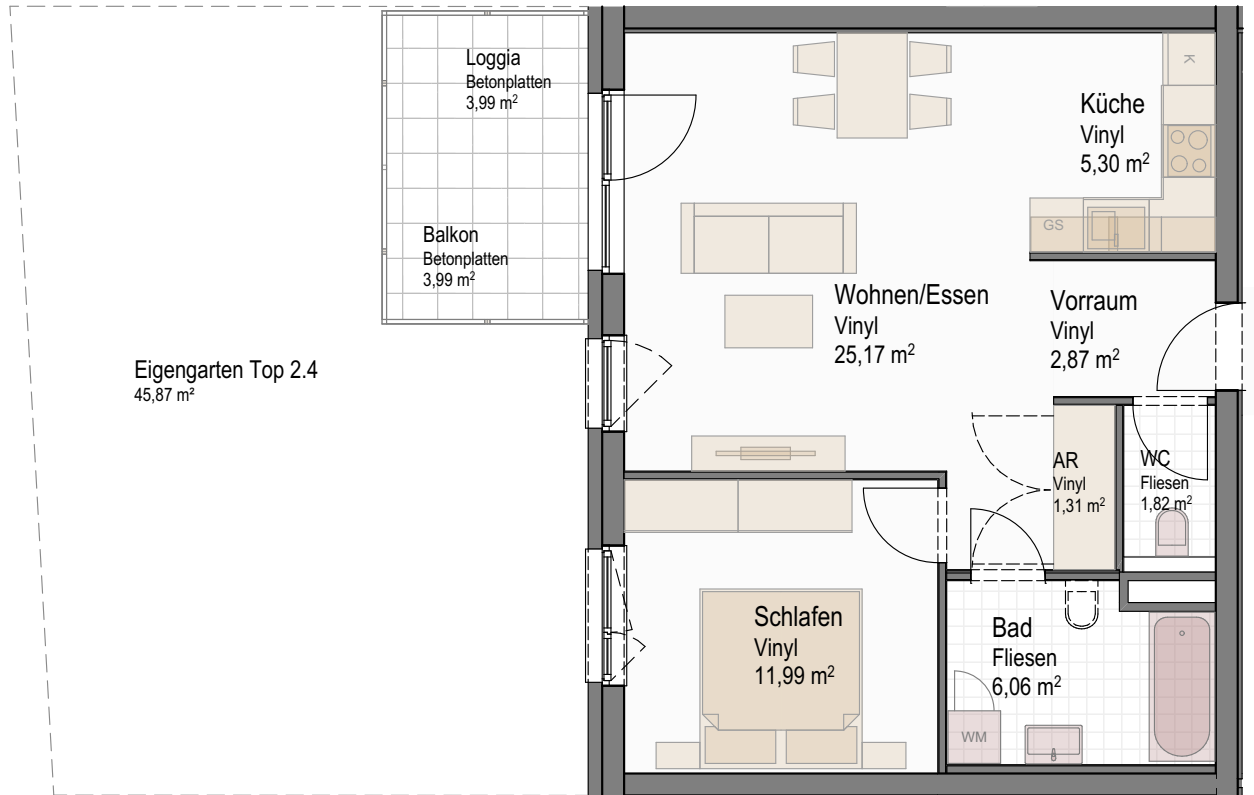 Loggia
Betonplatten
3,99 m²
Balkon
Betonplatten
3,99 m²
Eigengarten Top 2.4
45,87 m²
K
Küche
Vinyl
5,30 m²
GS
Wohnen/Essen
Vinyl
25,17 m²
Vorraum
Vinyl
2,87 m²
AR
Vinyl
1,31 m²
WC
Fliesen
1,82 m²
Schlafen
Vinyl
11,99 m²
Bad
Fliesen
6,06 m²
WM